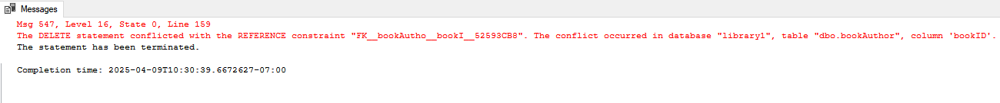 Messages
Msg 547, Level 16, State 0, Line 159
The DELETE statement conflicted with the REFERENCE constraint "FK__bookAutho__bookI__52593CB8". The conflict occurred in database "library1", table "dbo.bookAuthor", column 'bookID'.
The statement has been terminated.
Completion time: 2025-04-09T10:30:39.6672627-07:00